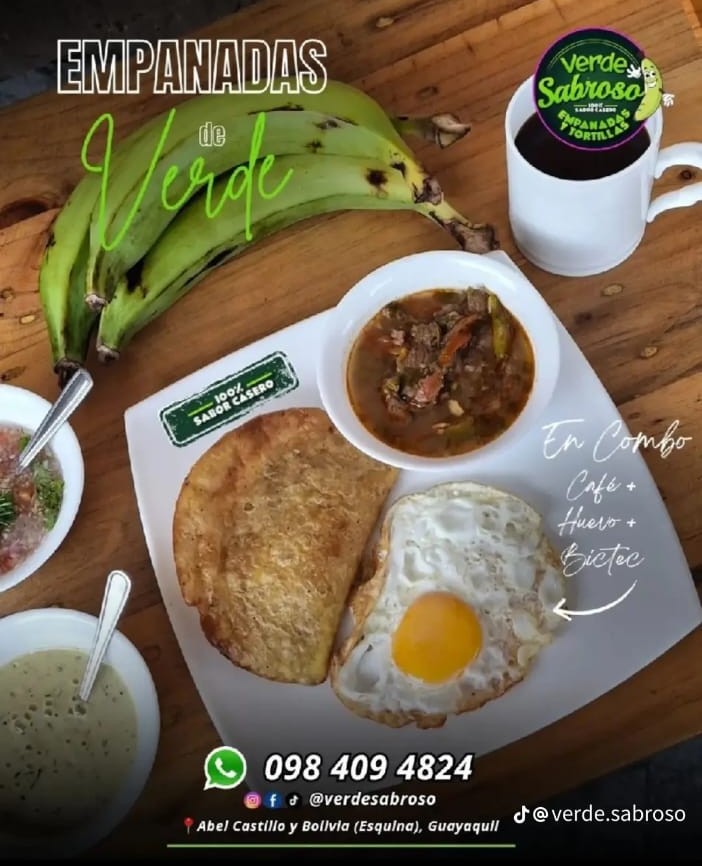 EMPANADAS
de
Verde
Verde
Sabroso
100%
SABOR CASERO
EMPANADAS
Y TORTILLAS
100%
SABOR CASERO
En Combo
Café +
Huevo +
Bictec
098 409 4824
@verdesabroso
Abel Castillo y Bolivia (Esquina), Guayaquil
@verde.sabroso